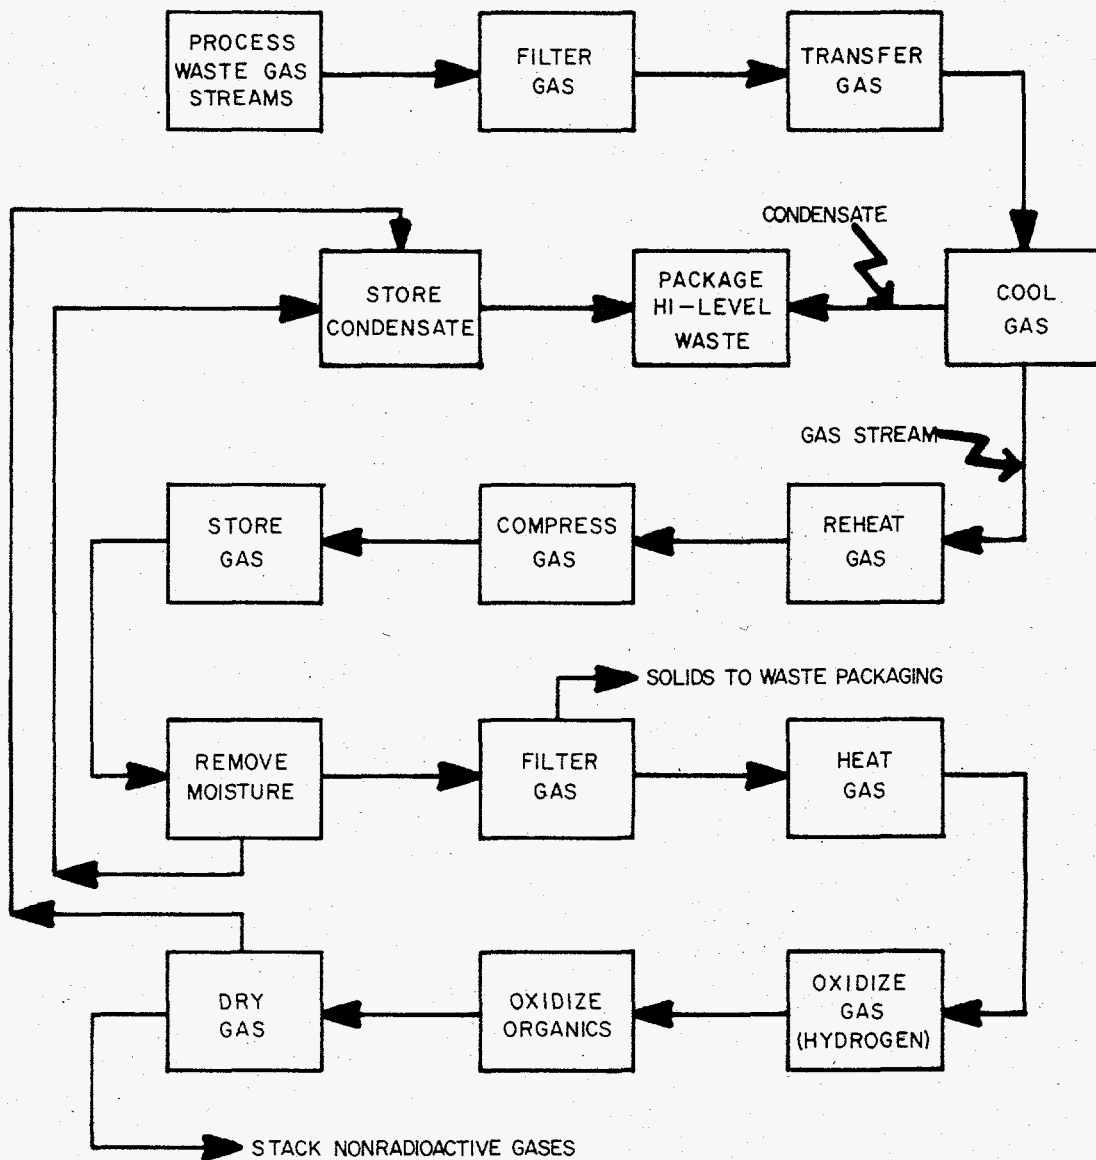 PROCESS
WASTE GAS
STREAMS
FILTER
GAS
TRANSFER
GAS
CONDENSATE
STORE
CONDENSATE
PACKAGE
HI-LEVEL
WASTE
COOL
GAS
GAS STREAM
STORE
GAS
COMPRESS
GAS
REHEAT
GAS
SOLIDS TO WASTE PACKAGING
REMOVE
MOISTURE
FILTER
GAS
HEAT
GAS
DRY
GAS
OXIDIZE
ORGANICS
OXIDIZE
GAS
(HYDROGEN)
STACK NONRADIOACTIVE GASES